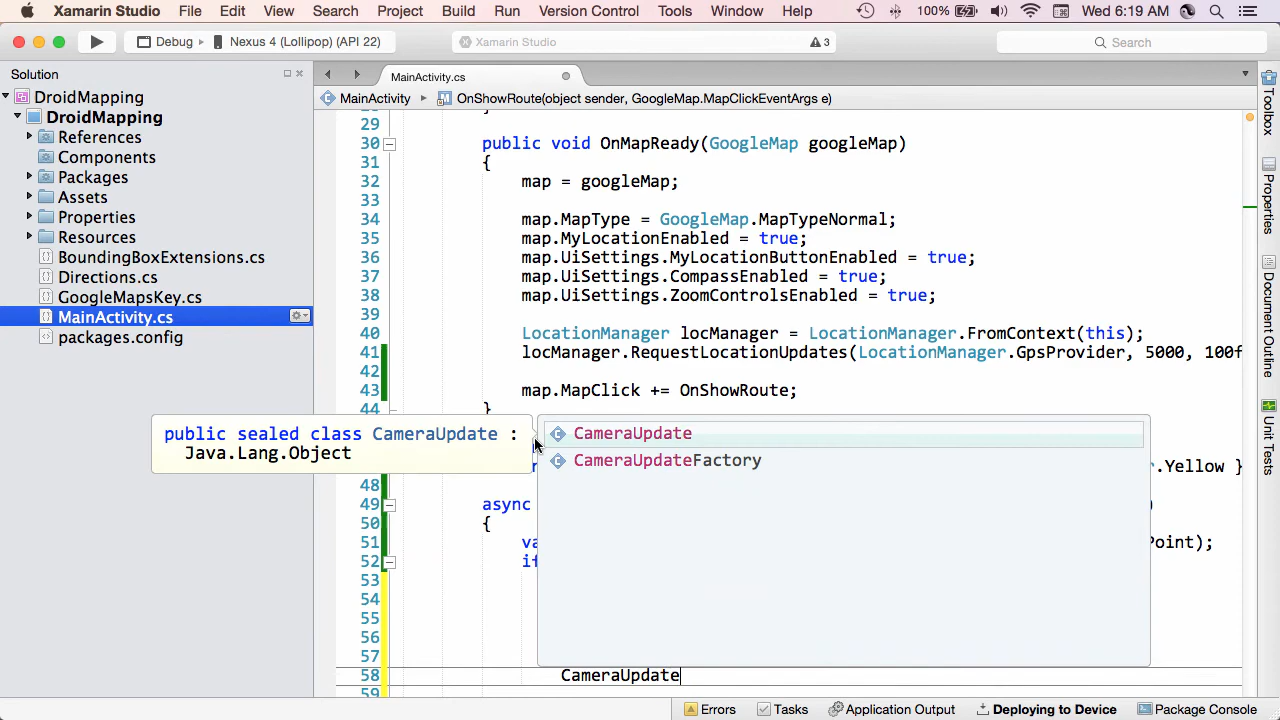 Xamarin Studio File Edit View Search Project Build Run Version Control Tools Window Help 100% Wed 6:19 AM
Debug Nexus 4 (Lollipop) (API 22) Xamarin Studio 3 Search
Solution MainActivity.cs
MainActivity OnShowRoute(object sender, GoogleMap.MapClickEventArgs e)
DroidMapping
DroidMapping
References
Components
Packages
Assets
Properties
Resources
BoundingBoxExtensions.cs
Directions.cs
GoogleMapsKey.cs
MainActivity.cs
packages.config
29
30 public void OnMapReady(GoogleMap googleMap)
31 {
32 map = googleMap;
33
34 map.MapType = GoogleMap.MapTypeNormal;
35 map.MyLocationEnabled = true;
36 map.UiSettings.MyLocationButtonEnabled = true;
37 map.UiSettings.CompassEnabled = true;
38 map.UiSettings.ZoomControlsEnabled = true;
39
40 LocationManager locManager = LocationManager.FromContext(this);
41 locManager.RequestLocationUpdates(LocationManager.GpsProvider, 5000, 100f
42
43 map.MapClick += OnShowRoute;
44 }
public sealed class CameraUpdate :
Java.Lang.Object
CameraUpdate
CameraUpdateFactory
.Yellow }
48
49 async
50 {
51 va Point);
52 if
53
54
55
56
57
58 CameraUpdate
59
Toolbox
Properties
Document Outline
Unit Tests
Errors Tasks Application Output Deploying to Device Package Console